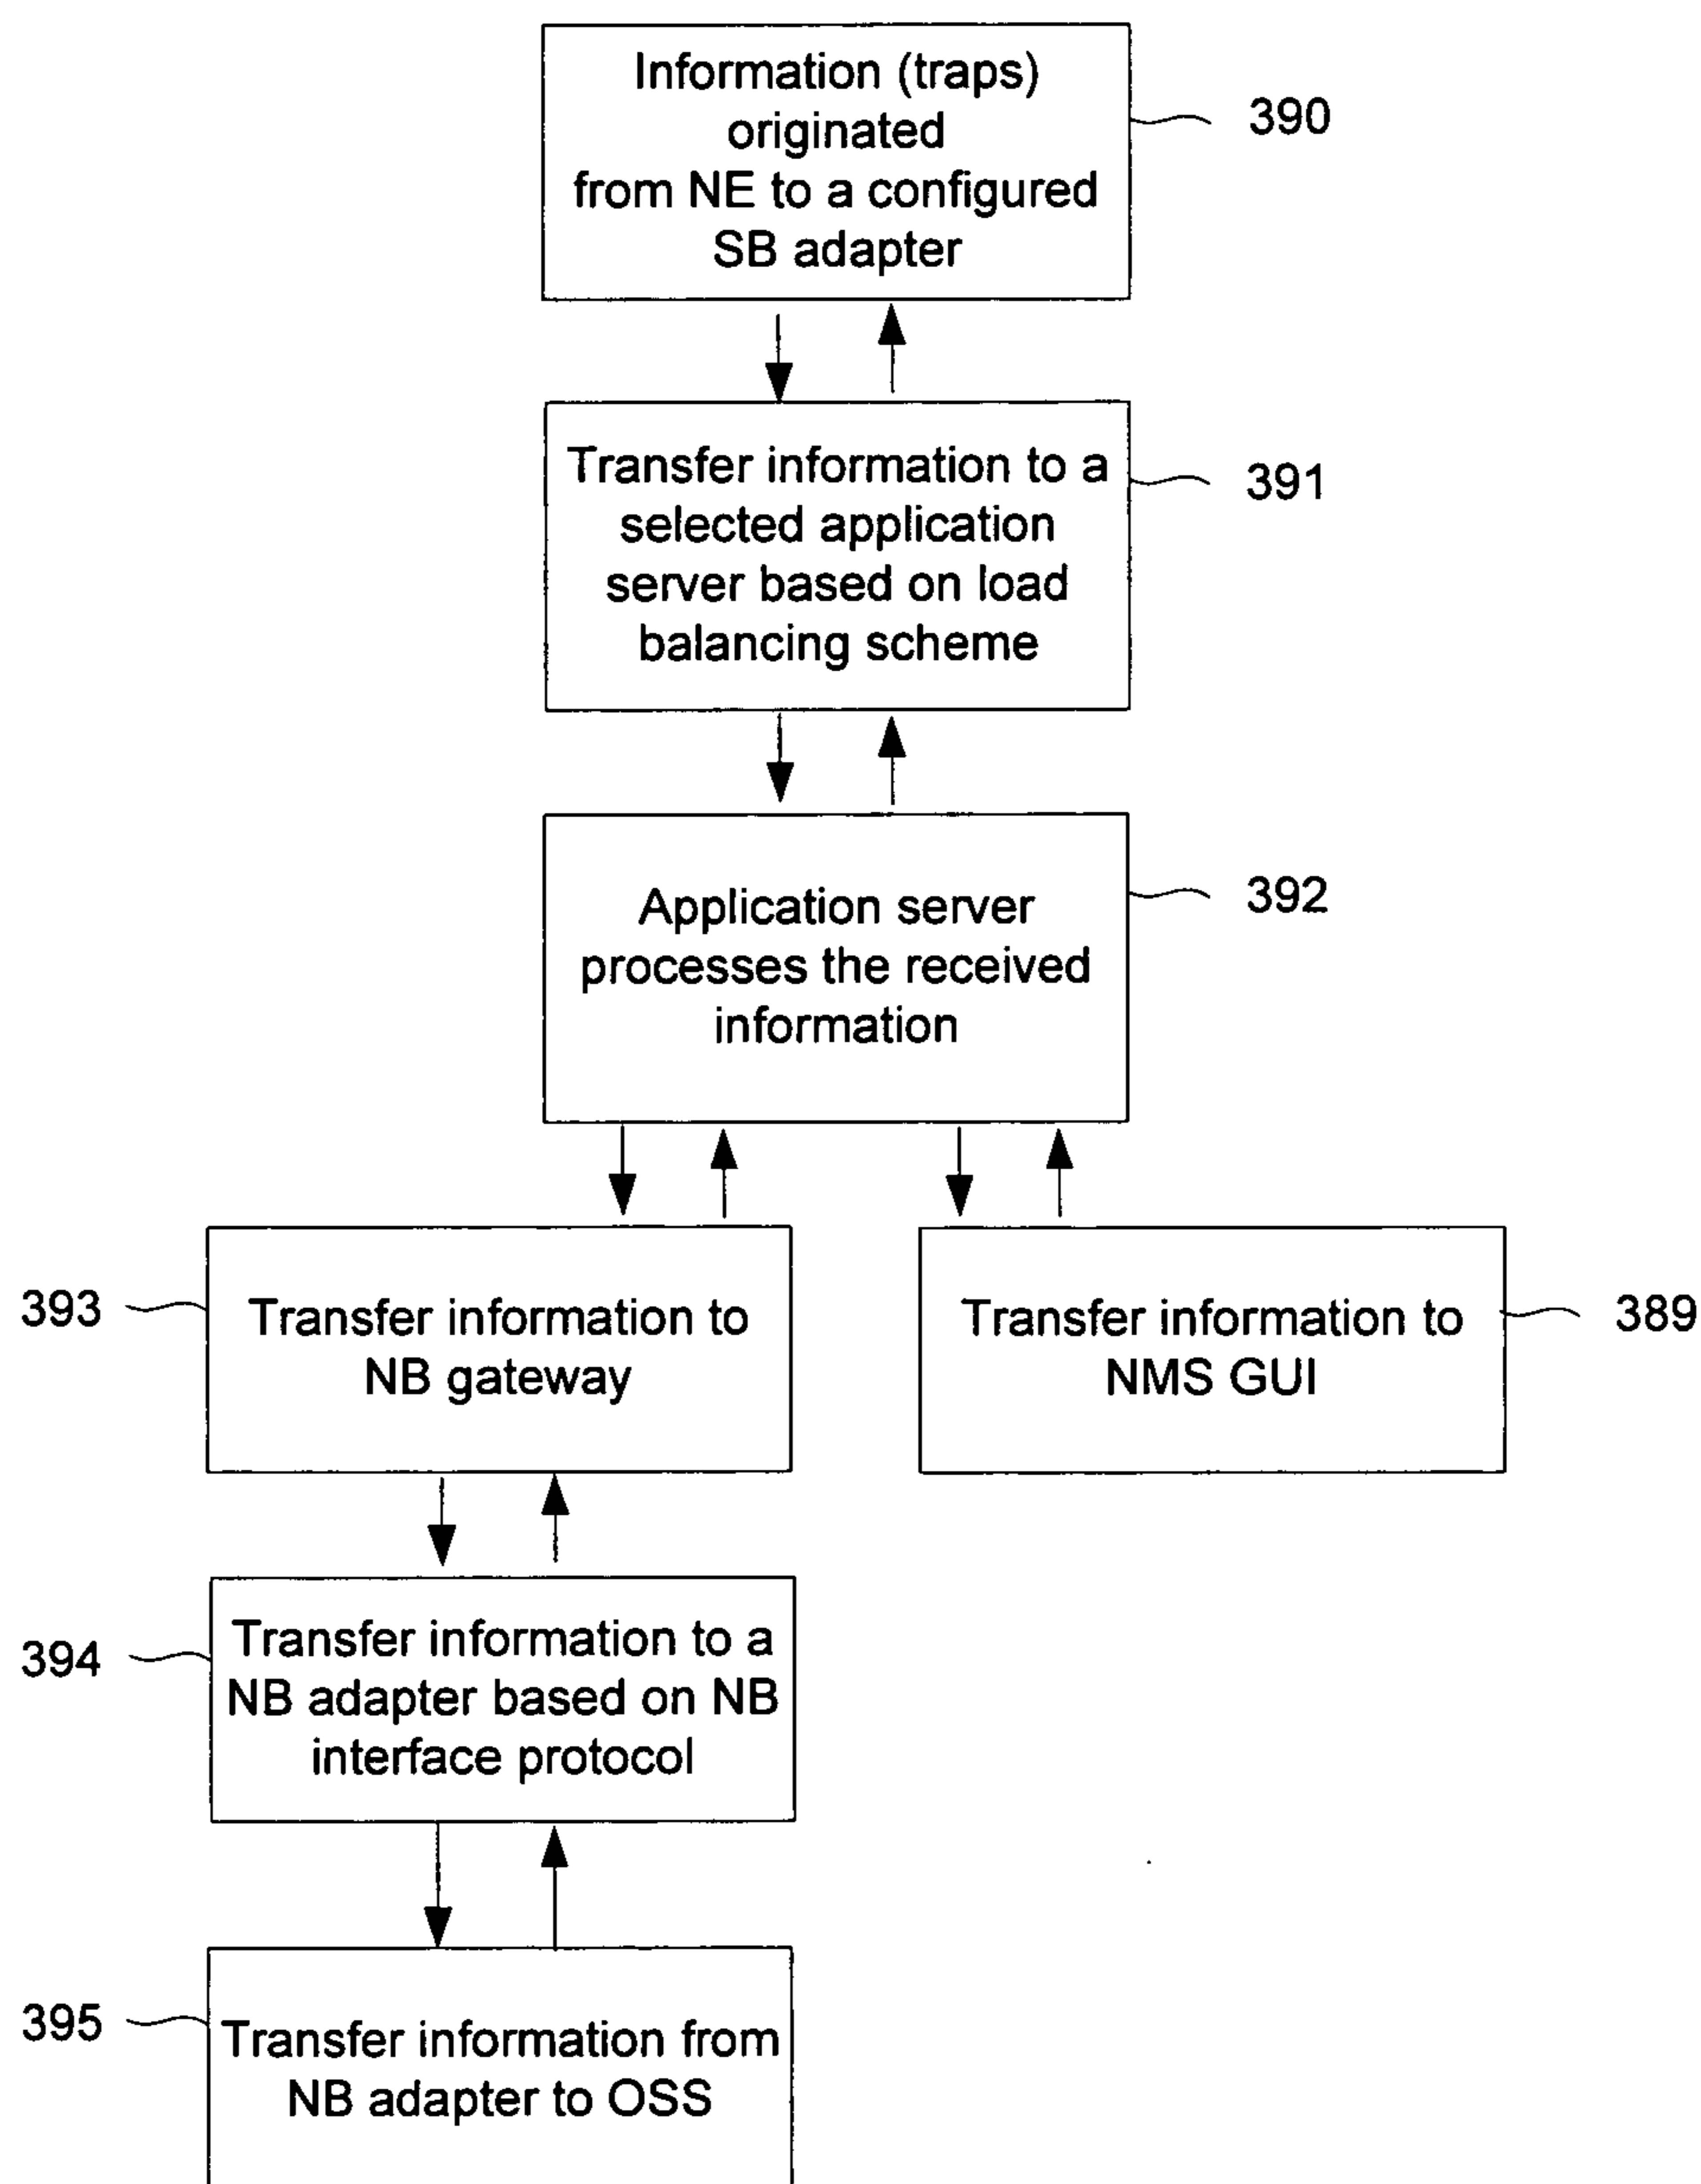 Information (traps)
originated
from NE to a configured
SB adapter
390
Transfer information to a
selected application
server based on load
balancing scheme
391
Application server
processes the received
information
392
393
Transfer information to
NB gateway
Transfer information to
NMS GUI
389
394
Transfer information to a
NB adapter based on NB
interface protocol
395
Transfer information from
NB adapter to OSS